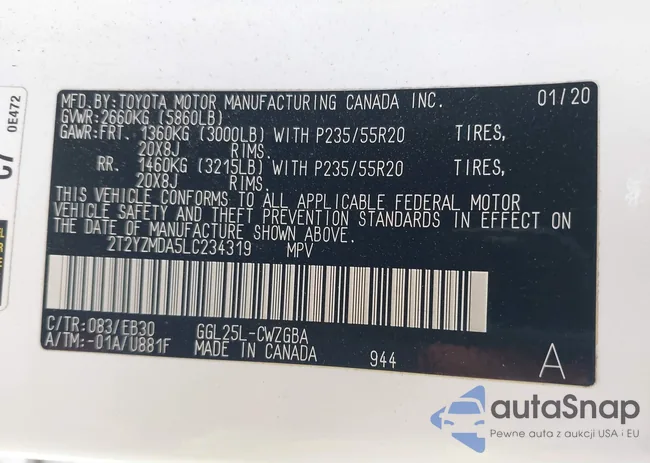 MFD.BY:TOYOTA MOTOR MANUFACTURING CANADA INC. 01/20
GVWR:2660KG (5860LB)
GAWR:FRT. 1360KG (3000LB) WITH P235/55R20 TIRES,
20X8J RIMS.
RR. 1460KG (3215LB) WITH P235/55R20 TIRES,
20X8J RIMS.
THIS VEHICLE CONFORMS TO ALL APPLICABLE FEDERAL MOTOR
VEHICLE SAFETY AND THEFT PREVENTION STANDARDS IN EFFECT ON
THE DATE OF MANUFACTURE SHOWN ABOVE.
2T2YZMDA5LC234319 MPV
C/TR:083/EB30 GGL25L-CWZGBA
A/TM:-01A/U881F MADE IN CANADA 944 A
0E472
C7
autaSnap
Pewne auta z aukcji USA i EU